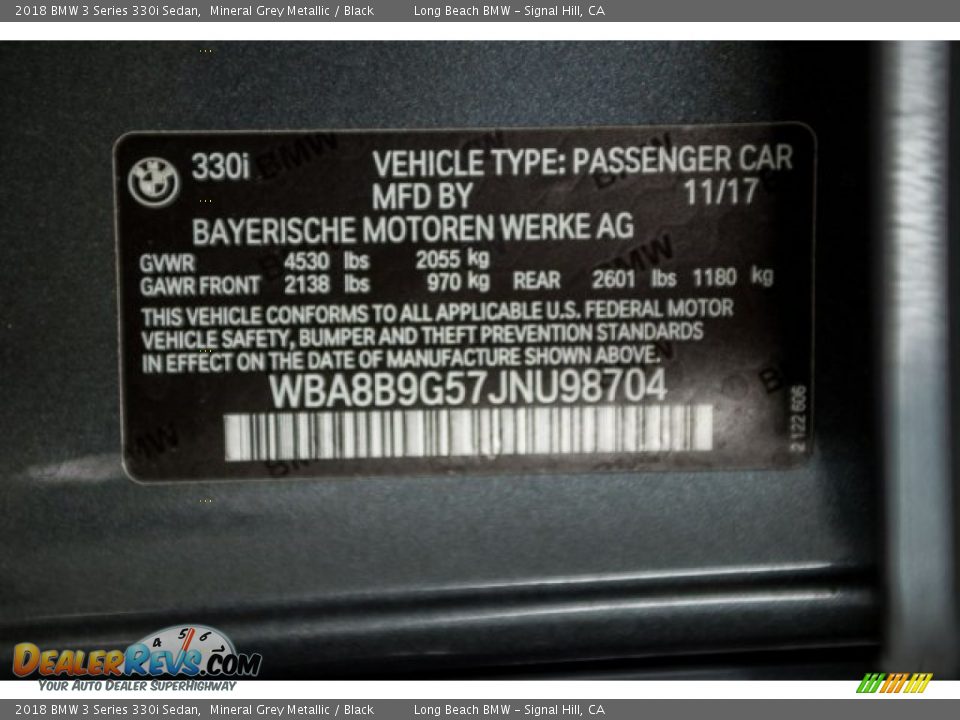 2018 BMW 3 Series 330i Sedan, Mineral Grey Metallic / Black Long Beach BMW - Signal Hill, CA
330i VEHICLE TYPE: PASSENGER CAR
MFD BY 11/17
BAYERISCHE MOTOREN WERKE AG
GVWR 4530 lbs 2055 kg
GAWR FRONT 2138 lbs 970 kg REAR 2601 lbs 1180 kg
THIS VEHICLE CONFORMS TO ALL APPLICABLE U.S. FEDERAL MOTOR
VEHICLE SAFETY, BUMPER AND THEFT PREVENTION STANDARDS
IN EFFECT ON THE DATE OF MANUFACTURE SHOWN ABOVE.
WBA8B9G57JNU98704
2 122 606
4 5 6 7
DEALERREVS.COM
YOUR AUTO DEALER SUPERHIGHWAY
2018 BMW 3 Series 330i Sedan, Mineral Grey Metallic / Black Long Beach BMW - Signal Hill, CA